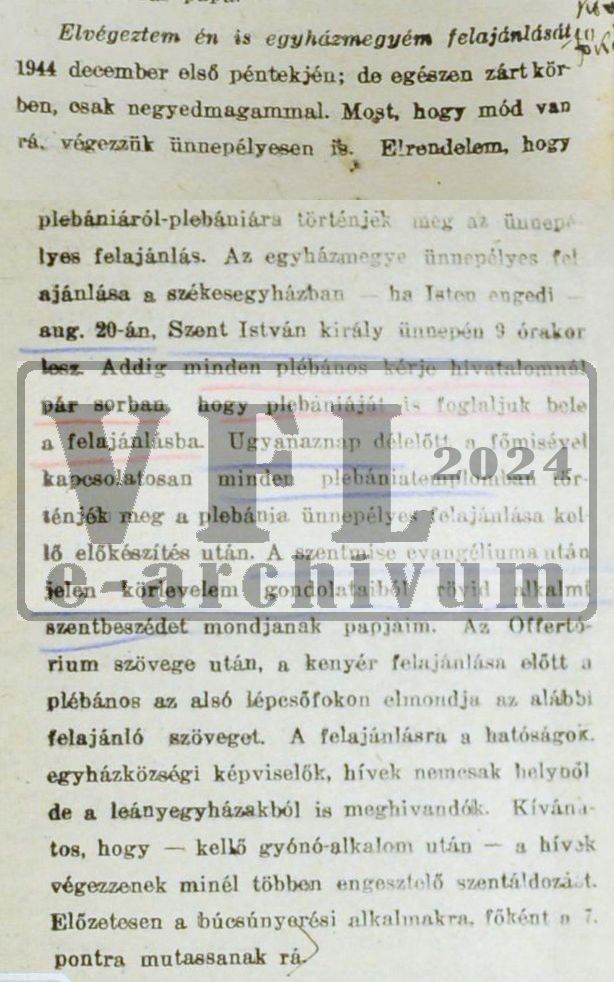 Elvégeztem én is egyházmegyém felajánlását
1944 december első péntekjén; de egészen zárt kör-
ben, csak negyedmagammal. Most, hogy mód van
rá, végezzük ünnepélyesen is. Elrendelem, hogy
plebániáról-plebániára történjék meg az ünnepé-
lyes felajánlás. Az egyházmegye ünnepélyes fel
ajánlása a székesegyházban — ha Isten engedi —
aug. 20-án, Szent István király ünnepén 9 órakor
lesz. Addig minden plébános kérje hivatalomnál
pár sorban, hogy plebániáját is foglaljuk bele
a felajánlásba. Ugyanaznap délelőtt a főmisével
kapcsolatosan minden plebániatemplomban tör-
ténjék meg a plebánia ünnepélyes felajánlása kel-
lő előkészítés után. A szentmise evangéliuma után
jelen körlevelem gondolataiból rövid alkalmi
szentbeszédet mondjanak papjaim. Az Offertó-
rium szövege után, a kenyér felajánlása előtt a
plébános az alsó lépcsőfokon elmondja az alábbi
felajánló szöveget. A felajánlásra a hatóságok,
egyházközségi képviselők, hívek nemcsak helyből
de a leányegyházakból is meghivandók. Kívána-
tos, hogy — kellő gyónó-alkalom után — a hívek
végezzenek minél többen engesztelő szentáldozást.
Előzetesen a búcsúnyerési alkalmakra, főként a 7.
pontra mutassanak rá.
VFL 2024
e-archivum